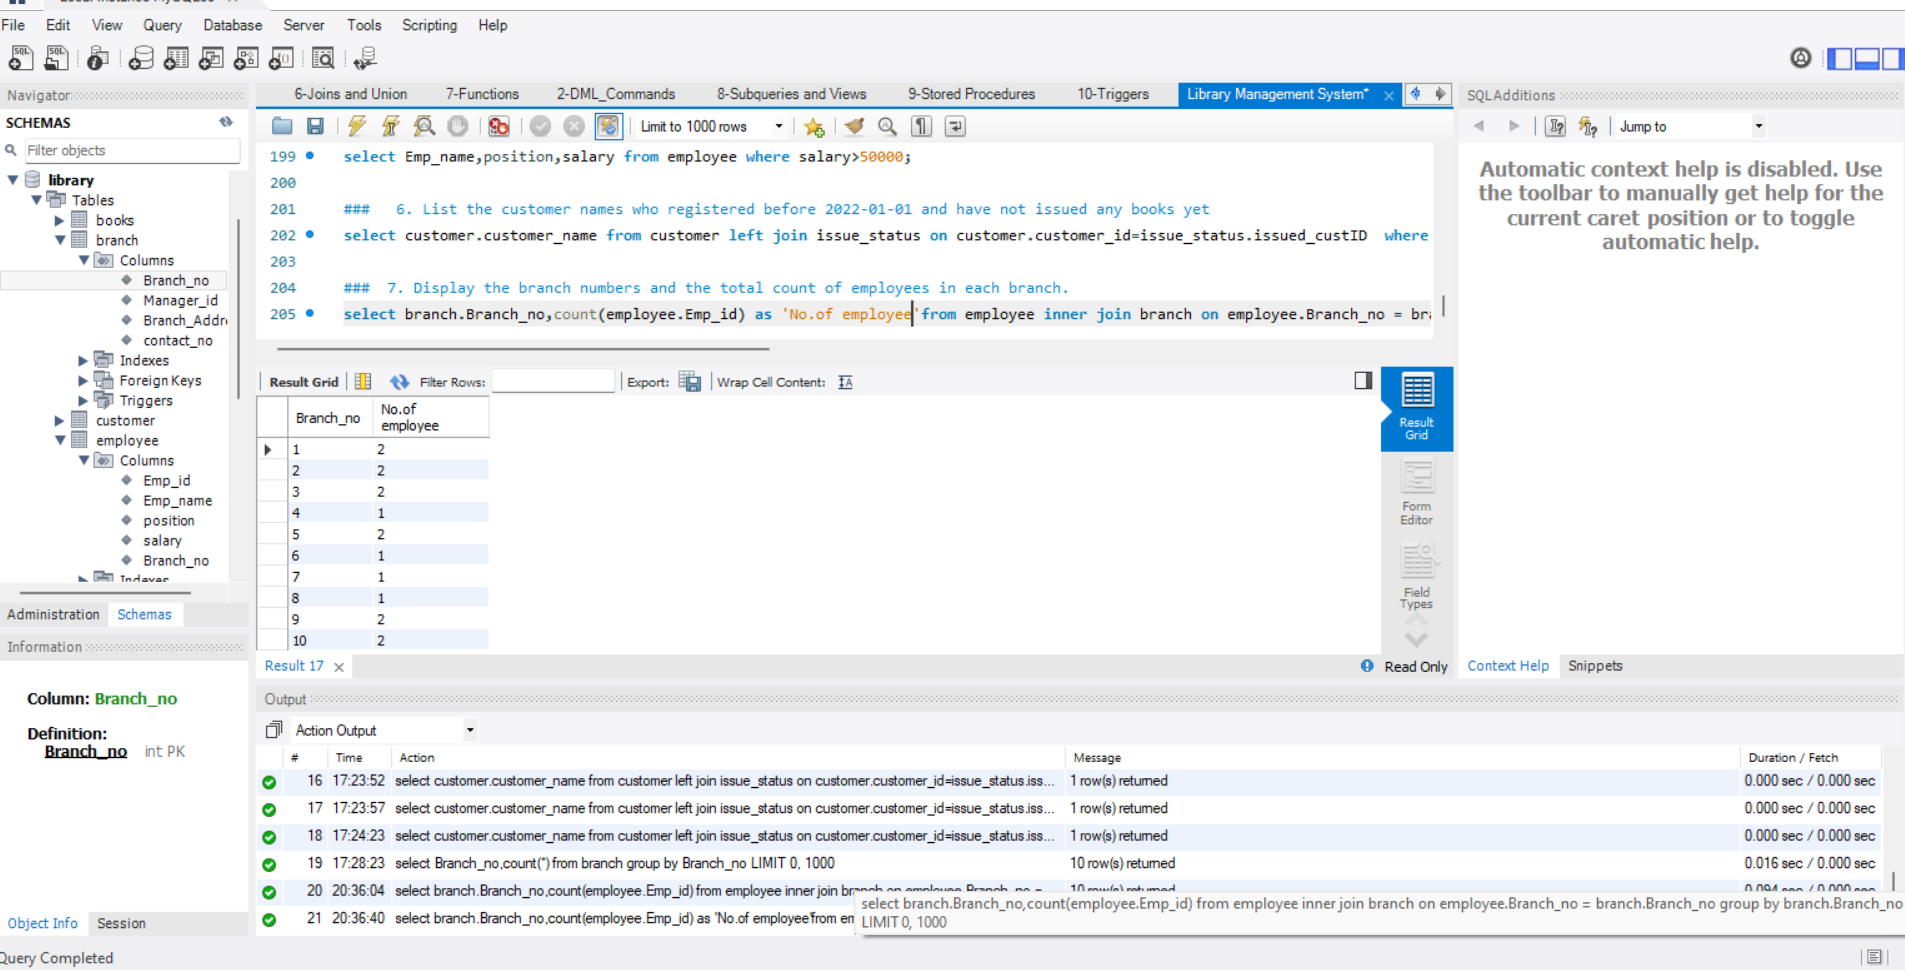 File Edit View Query Database Server Tools Scripting Help
Navigator
SCHEMAS
Filter objects
library
Tables
books
branch
Columns
Branch_no
Manager_id
Branch_Addr
contact_no
Indexes
Foreign Keys
Triggers
customer
employee
Columns
Emp_id
Emp_name
position
salary
Branch_no
Indexes
Administration Schemas
Information
Column: Branch_no
Definition:
Branch_no int PK
Object Info Session
Query Completed
6-Joins and Union 7-Functions 2-DML_Commands 8-Subqueries and Views 9-Stored Procedures 10-Triggers Library Management System*
Limit to 1000 rows
199 select Emp_name,position,salary from employee where salary>50000;
200
201 ### 6. List the customer names who registered before 2022-01-01 and have not issued any books yet
202 select customer.customer_name from customer left join issue_status on customer.customer_id=issue_status.issued_custID where
203
204 ### 7. Display the branch numbers and the total count of employees in each branch.
205 select branch.Branch_no,count(employee.Emp_id) as 'No.of employee'from employee inner join branch on employee.Branch_no = bra
Result Grid Filter Rows: Export: Wrap Cell Content:
Branch_no No.of employee
1 2
2 2
3 2
4 1
5 2
6 1
7 1
8 1
9 2
10 2
Result Grid
Form Editor
Field Types
Result 17 Read Only
SQLAdditions
Jump to
Automatic context help is disabled. Use
the toolbar to manually get help for the
current caret position or to toggle
automatic help.
Context Help Snippets
Output
Action Output
# Time Action Message Duration / Fetch
16 17:23:52 select customer.customer_name from customer left join issue_status on customer.customer_id=issue_status.iss... 1 row(s) returned 0.000 sec / 0.000 sec
17 17:23:57 select customer.customer_name from customer left join issue_status on customer.customer_id=issue_status.iss... 1 row(s) returned 0.000 sec / 0.000 sec
18 17:24:23 select customer.customer_name from customer left join issue_status on customer.customer_id=issue_status.iss... 1 row(s) returned 0.000 sec / 0.000 sec
19 17:28:23 select Branch_no,count(*) from branch group by Branch_no LIMIT 0, 1000 10 row(s) returned 0.016 sec / 0.000 sec
20 20:36:04 select branch.Branch_no,count(employee.Emp_id) from employee inner join branch on employee.Branch_no = 10 row(s) returned 0.094 sec / 0.000 sec
21 20:36:40 select branch.Branch_no,count(employee.Emp_id) as 'No.of employee'from em
select branch.Branch_no,count(employee.Emp_id) from employee inner join branch on employee.Branch_no = branch.Branch_no group by branch.Branch_no
LIMIT 0, 1000